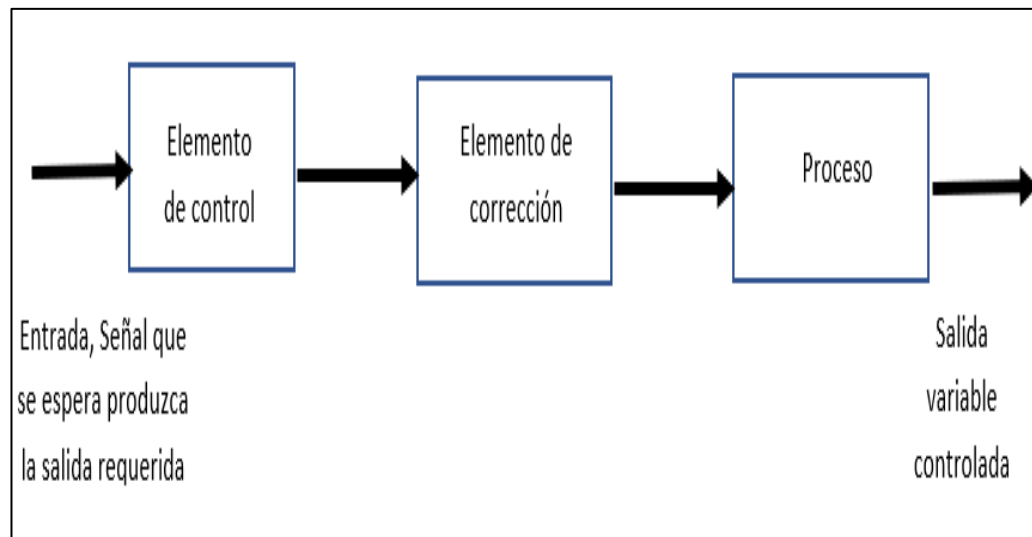 Elemento
de control
Elemento de
corrección
Proceso
Entrada, Señal que
se espera produzca
la salida requerida
Salida
variable
controlada